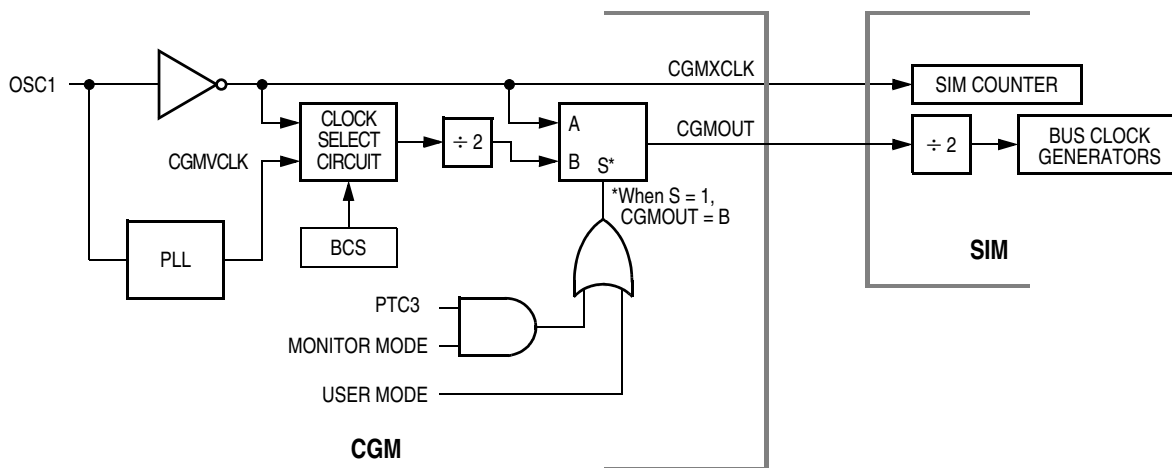 OSC1
CGMXCLK
SIM COUNTER
CLOCK
SELECT
CIRCUIT
÷ 2
A
B
S*
CGMOUT
÷ 2
BUS CLOCK
GENERATORS
CGMVCLK
*When S = 1,
CGMOUT = B
BCS
PLL
SIM
PTC3
MONITOR MODE
USER MODE
CGM